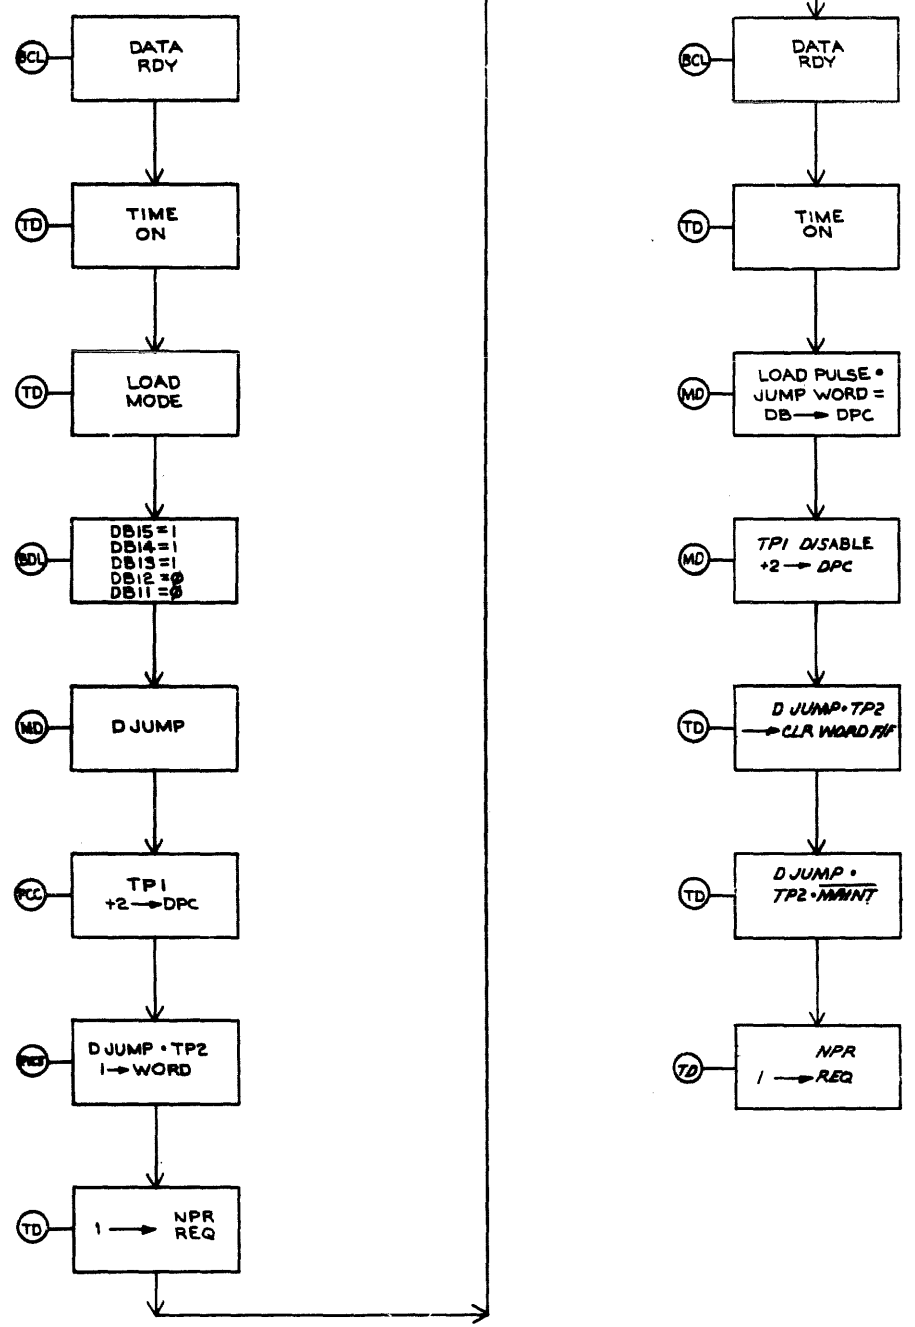 BCL
DATA
RDY
TD
TIME
ON
TD
LOAD
MODE
BDL
DB15=1
DB14=1
DB13=1
DB12=0
DB11=0
MD
D JUMP
PCC
TP1
+2→DPC
D JUMP • TP2
1→WORD
TD
1 → NPR
REQ
BCL
DATA
RDY
TD
TIME
ON
MD
LOAD PULSE •
JUMP WORD =
DB → DPC
MD
TP1 DISABLE
+2 → DPC
TD
D JUMP • TP2
→ CLR WORD F/F
TD
D JUMP •
TP2 • MAINT
TD
NPR
1 → REQ